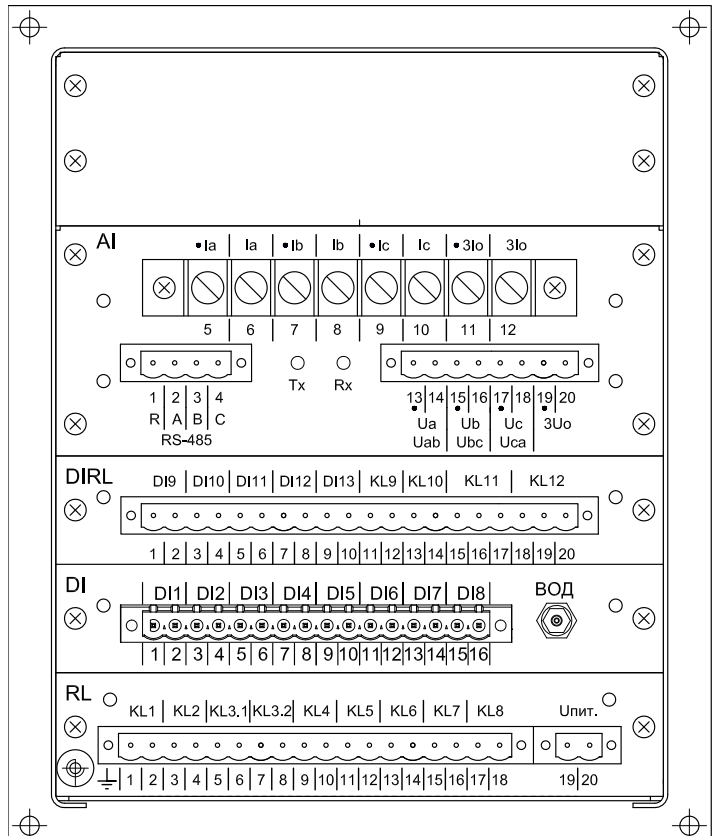 AI
•Ia Ia •Ib Ib •Ic Ic •3Io 3Io
5 6 7 8 9 10 11 12
Tx Rx
1 2 3 4
R A B C
RS-485
13 14 15 16 17 18 19 20
• Ua • Ub • Uc • 3Uo
Uab Ubc Uca
DIRL
DI9 DI10 DI11 DI12 DI13 KL9 KL10 KL11 KL12
1 2 3 4 5 6 7 8 9 10 11 12 13 14 15 16 17 18 19 20
DI
DI1 DI2 DI3 DI4 DI5 DI6 DI7 DI8
ВОД
1 2 3 4 5 6 7 8 9 10 11 12 13 14 15 16
RL
KL1 KL2 KL3.1 KL3.2 KL4 KL5 KL6 KL7 KL8 Uпит.
1 2 3 4 5 6 7 8 9 10 11 12 13 14 15 16 17 18 19 20